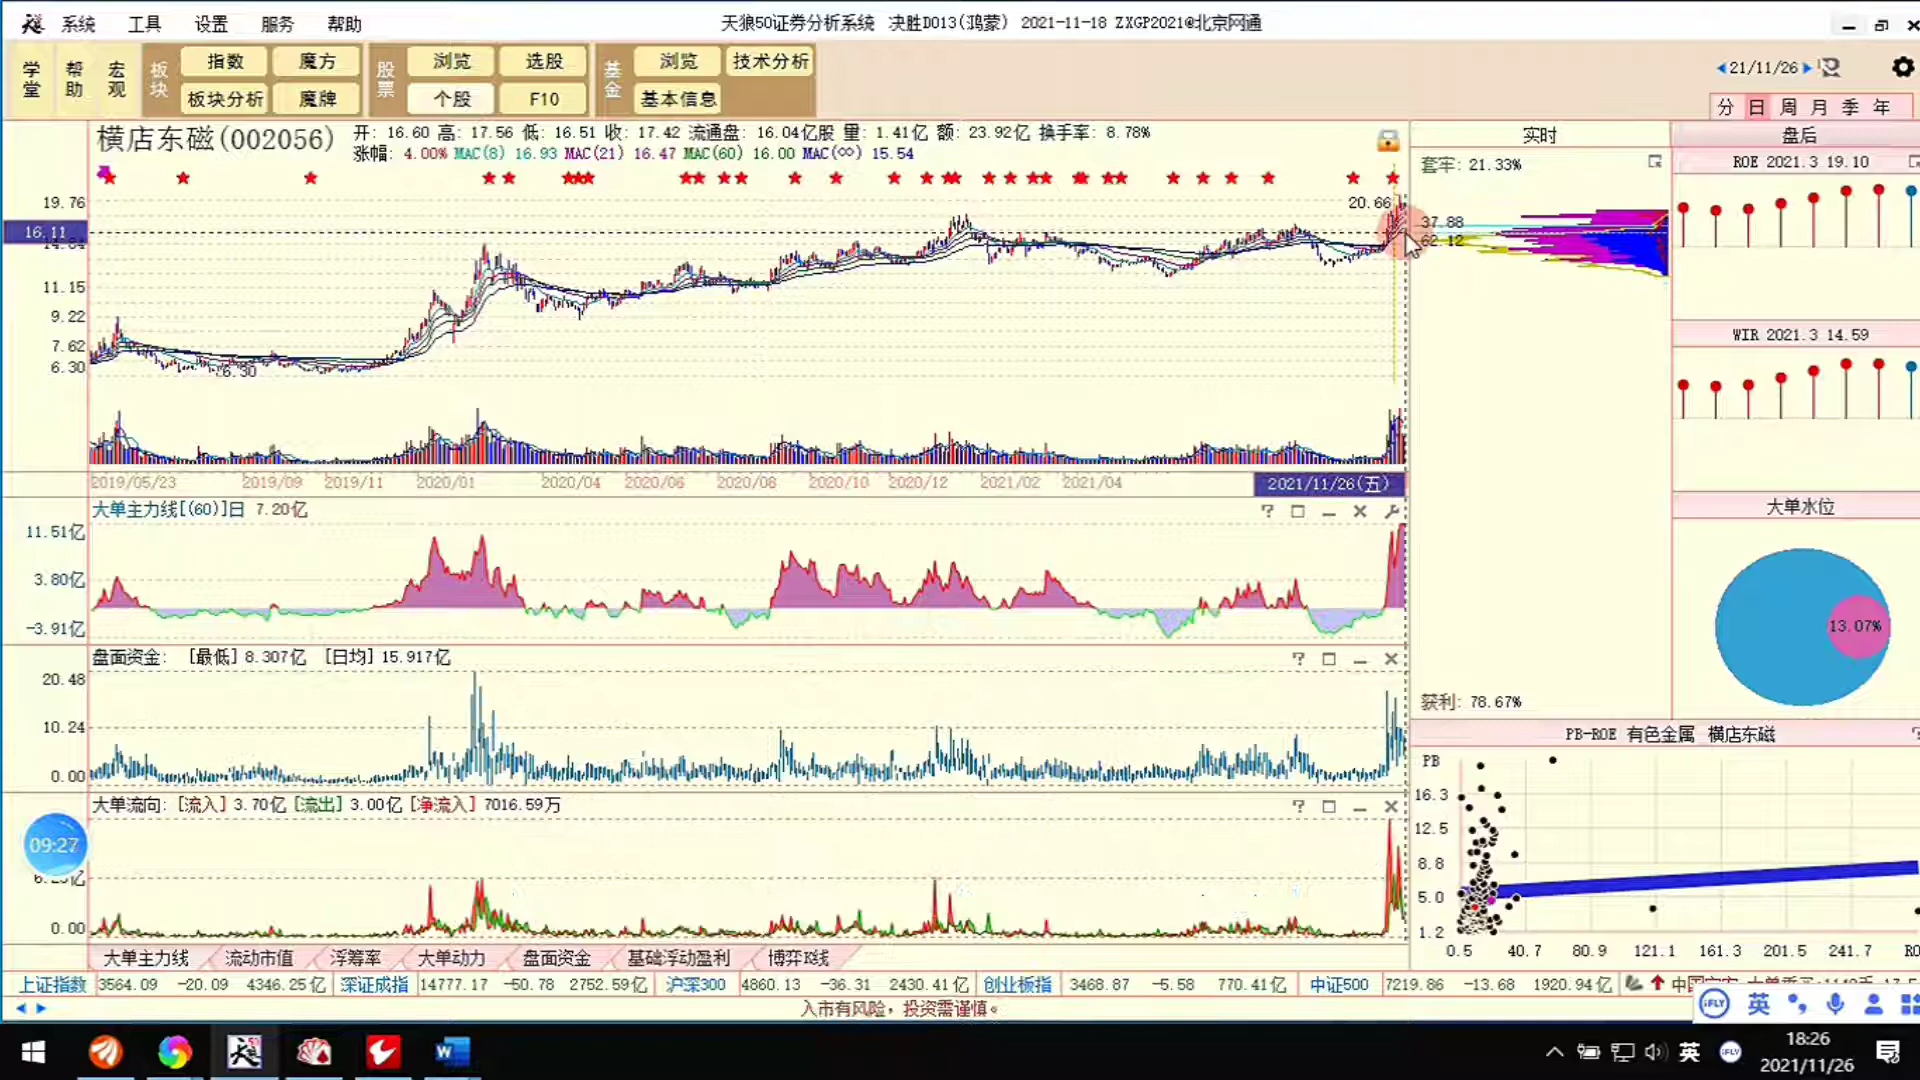 系统 工具 设置 服务 帮助
天狼50证券分析系统 决胜D013(鸿蒙) 2021-11-18 ZXGP2021@北京网通
学堂 帮助 宏观 板块 指数 魔方 股票 浏览 选股 基金 浏览 技术分析
板块分析 魔牌 个股 F10 基本信息
21/11/26
分 日 周 月 季 年
横店东磁(002056)
开: 16.60 高: 17.56 低: 16.51 收: 17.42 流通盘: 16.04亿股 量: 1.41亿 额: 23.92亿 换手率: 8.78%
涨幅: 4.00% MAC(8) 16.93 MAC(21) 16.47 MAC(60) 16.00 MAC(∞) 15.54
实时 盘后
套牢: 21.33%
ROE 2021.3 19.10
19.76
20.66
16.11
37.88
62.12
11.15
9.22
7.62
6.30
6.30
WIR 2021.3 14.59
2019/05/23 2019/09 2019/11 2020/01 2020/04 2020/06 2020/08 2020/10 2020/12 2021/02 2021/04 2021/11/26(五)
大单主力线[(60)]日 7.20亿
11.51亿
3.80亿
-3.91亿
大单水位
13.07%
盘面资金: [最低] 8.307亿 [日均] 15.917亿
20.48
10.24
0.00
获利: 78.67%
PB-ROE 有色金属 横店东磁
PB
16.3
12.5
8.8
5.0
1.2
0.5 40.7 80.9 121.1 161.3 201.5 241.7
大单流向: [流入] 3.70亿 [流出] 3.00亿 [净流入] 7016.59万
09:27
0.00
大单主力线 流动市值 浮筹率 大单动力 盘面资金 基础浮动盈利 博弈K线
上证指数 3564.09 -20.09 4346.25亿 深证成指 14777.17 -50.78 2752.59亿 沪深300 4860.13 -36.31 2430.41亿 创业板指 3468.87 -5.58 770.41亿 中证500 7219.86 -13.68 1920.94亿
入市有风险，投资需谨慎。
iFLY 英
英 iFLY
18:26
2021/11/26